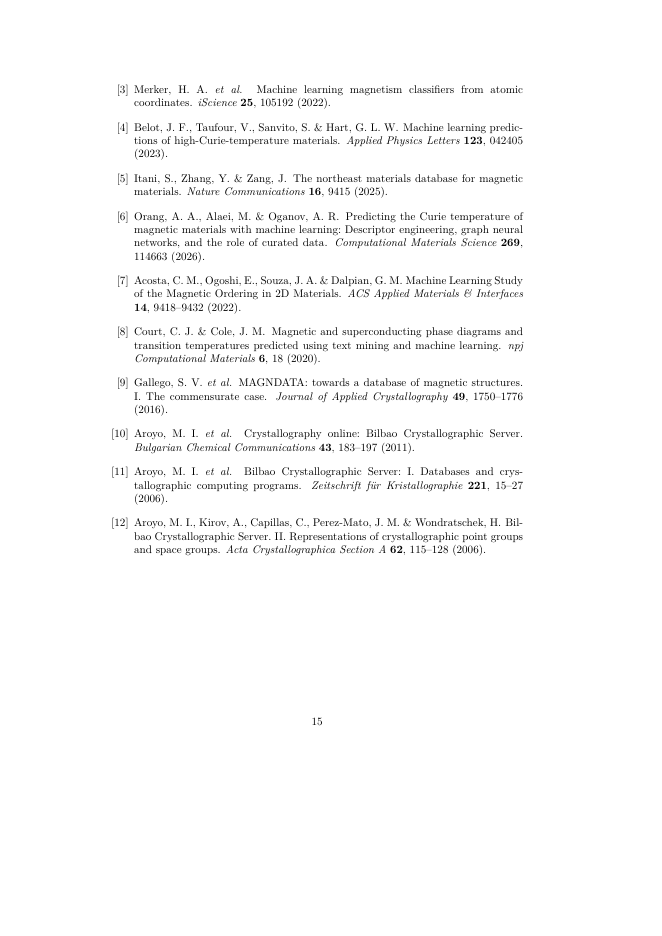 [3] Merker, H. A. et al. Machine learning magnetism classifiers from atomic
coordinates. iScience 25, 105192 (2022).
[4] Belot, J. F., Taufour, V., Sanvito, S. & Hart, G. L. W. Machine learning predic-
tions of high-Curie-temperature materials. Applied Physics Letters 123, 042405
(2023).
[5] Itani, S., Zhang, Y. & Zang, J. The northeast materials database for magnetic
materials. Nature Communications 16, 9415 (2025).
[6] Orang, A. A., Alaei, M. & Oganov, A. R. Predicting the Curie temperature of
magnetic materials with machine learning: Descriptor engineering, graph neural
networks, and the role of curated data. Computational Materials Science 269,
114663 (2026).
[7] Acosta, C. M., Ogoshi, E., Souza, J. A. & Dalpian, G. M. Machine Learning Study
of the Magnetic Ordering in 2D Materials. ACS Applied Materials & Interfaces
14, 9418–9432 (2022).
[8] Court, C. J. & Cole, J. M. Magnetic and superconducting phase diagrams and
transition temperatures predicted using text mining and machine learning. npj
Computational Materials 6, 18 (2020).
[9] Gallego, S. V. et al. MAGNDATA: towards a database of magnetic structures.
I. The commensurate case. Journal of Applied Crystallography 49, 1750–1776
(2016).
[10] Aroyo, M. I. et al. Crystallography online: Bilbao Crystallographic Server.
Bulgarian Chemical Communications 43, 183–197 (2011).
[11] Aroyo, M. I. et al. Bilbao Crystallographic Server: I. Databases and crys-
tallographic computing programs. Zeitschrift für Kristallographie 221, 15–27
(2006).
[12] Aroyo, M. I., Kirov, A., Capillas, C., Perez-Mato, J. M. & Wondratschek, H. Bil-
bao Crystallographic Server. II. Representations of crystallographic point groups
and space groups. Acta Crystallographica Section A 62, 115–128 (2006).
15